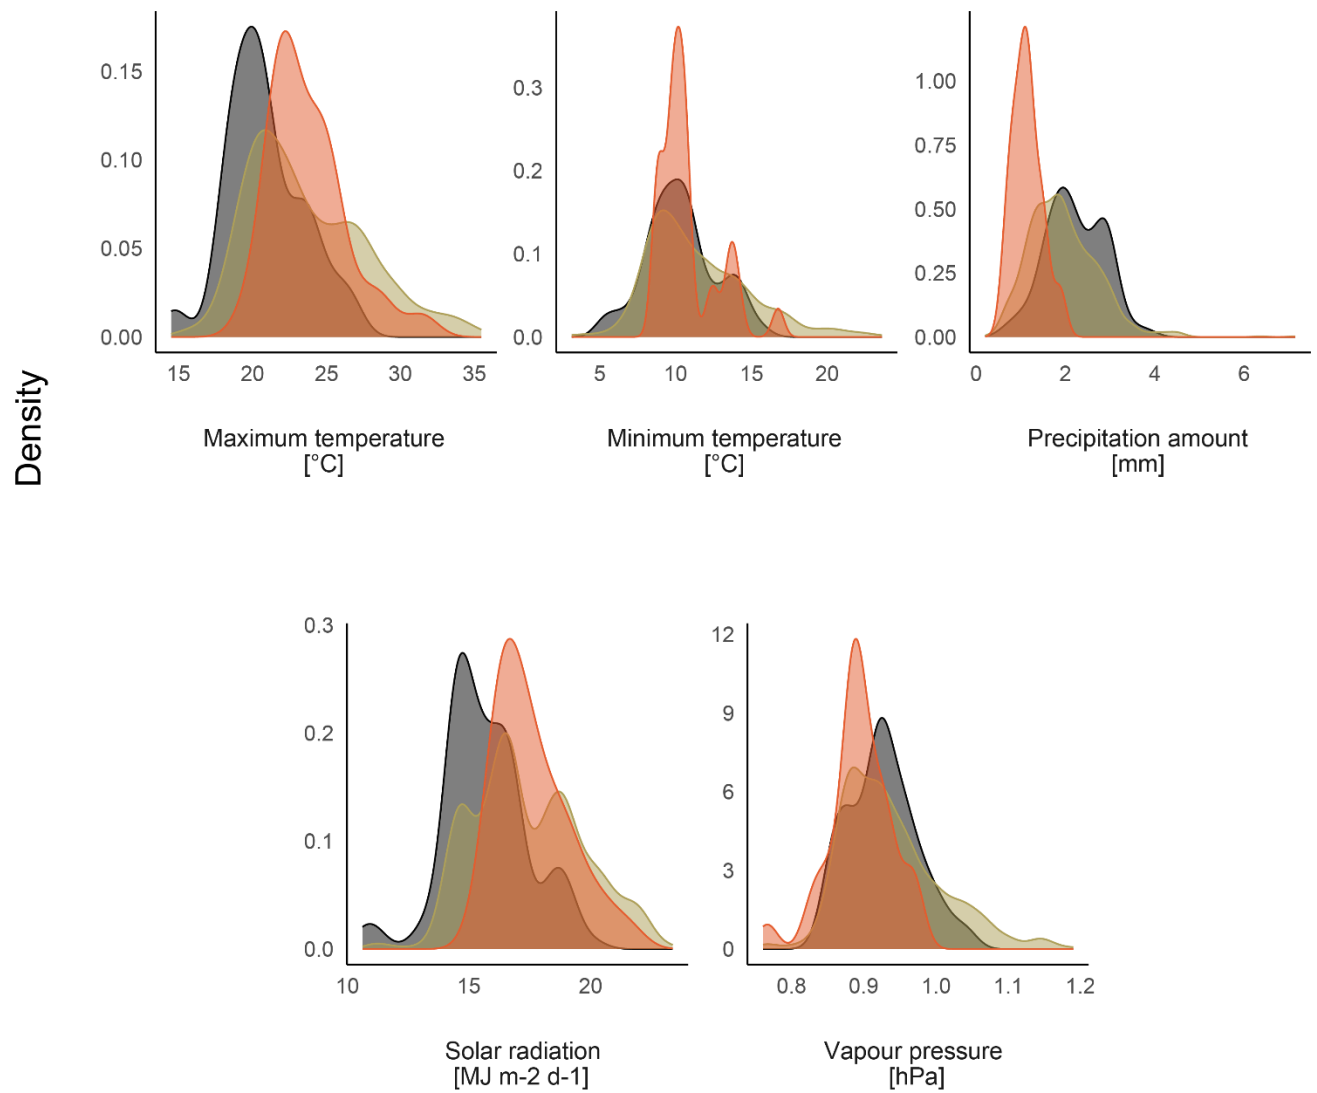 Density
0.15
0.10
0.05
0.00
15 20 25 30 35
Maximum temperature
[°C]
0.3
0.2
0.1
0.0
5 10 15 20
Minimum temperature
[°C]
1.00
0.75
0.50
0.25
0.00
0 2 4 6
Precipitation amount
[mm]
0.3
0.2
0.1
0.0
10 15 20
Solar radiation
[MJ m-2 d-1]
12
9
6
3
0
0.8 0.9 1.0 1.1 1.2
Vapour pressure
[hPa]